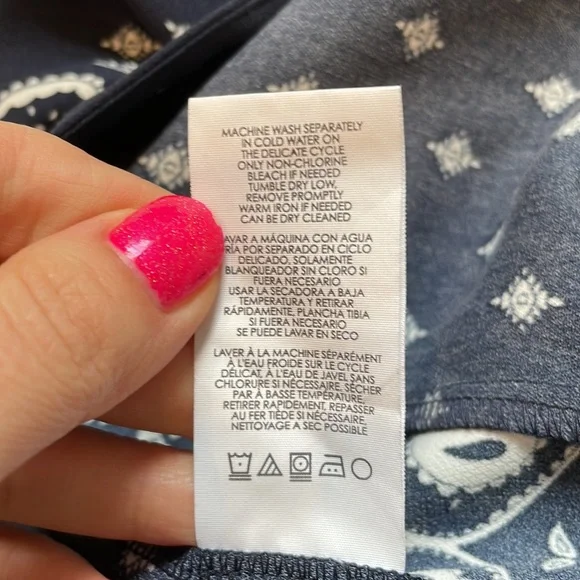 MACHINE WASH SEPARATELY
IN COLD WATER ON
THE DELICATE CYCLE
ONLY NON-CHLORINE
BLEACH IF NEEDED
TUMBLE DRY LOW,
REMOVE PROMPTLY
WARM IRON IF NEEDED
CAN BE DRY CLEANED
AVAR A MÁQUINA CON AGUA
RÍA POR SEPARADO EN CICLO
DELICADO, SOLAMENTE
BLANQUEADOR SIN CLORO SI
FUERA NECESARIO
USAR LA SECADORA A BAJA
TEMPERATURA Y RETIRAR
RÁPIDAMENTE, PLANCHA TIBIA
SI FUERA NECESARIO
SE PUEDE LAVAR EN SECO
LAVER À LA MACHINE SÉPARÉMENT
À L'EAU FROIDE SUR LE CYCLE
DÉLICAT, À L'EAU DE JAVEL SANS
CHLORURE SI NÉCESSAIRE, SÉCHER
PAR À BASSE TEMPÉRATURE,
RETIRER RAPIDEMENT, REPASSER
AU FER TIÈDE SI NÉCESSAIRE,
NETTOYAGE A SEC POSSIBLE